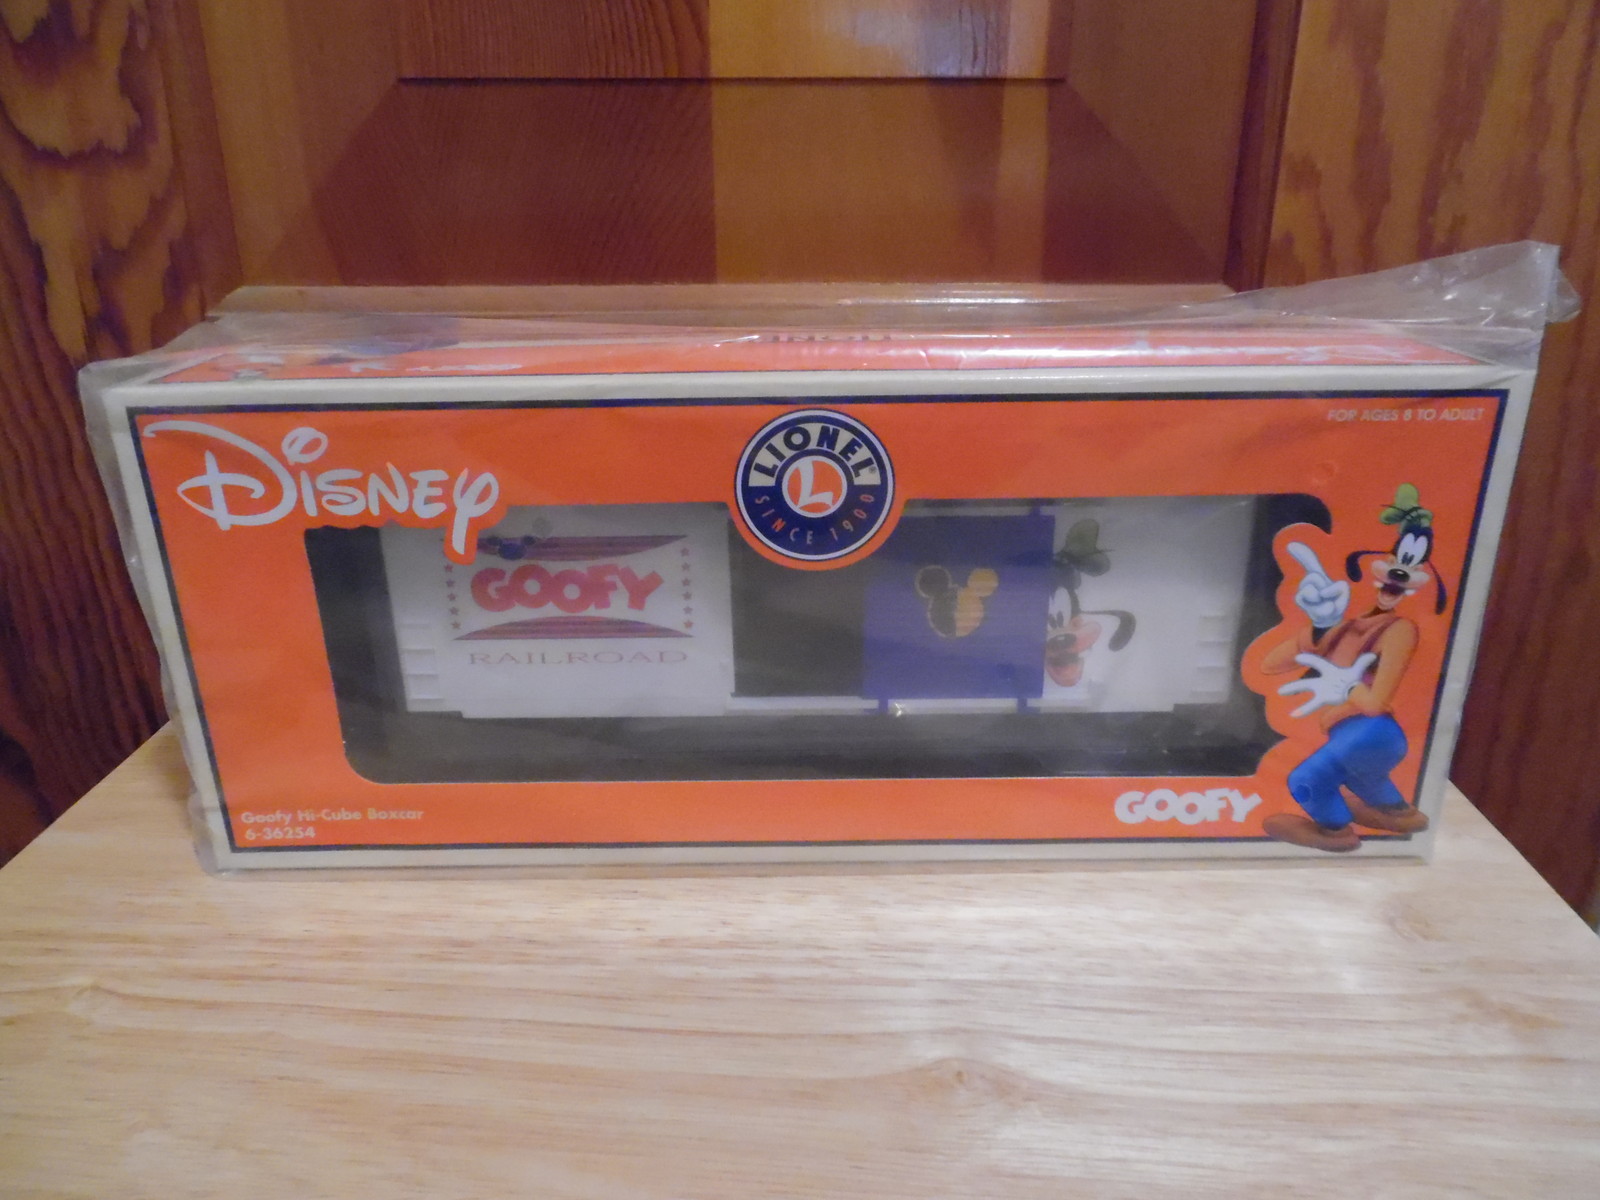 FOR AGES 8 TO ADULT
Disney
LIONEL
L
SINCE 1900
GOOFY
RAILROAD
Goofy Hi-Cube Boxcar
6-36254
GOOFY